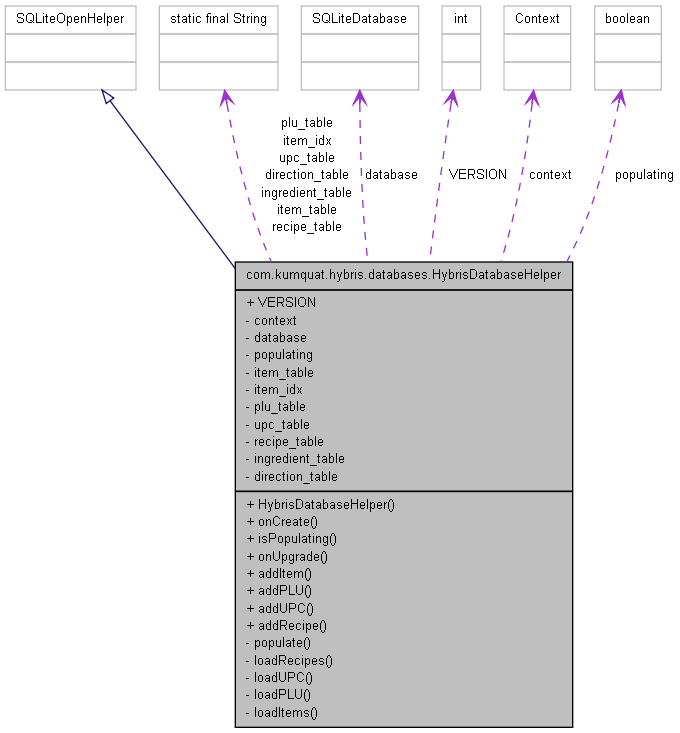 SQLiteOpenHelper
static final String
SQLiteDatabase
int
Context
boolean
plu_table
item_idx
upc_table
direction_table
ingredient_table
item_table
recipe_table
database
VERSION
context
populating
com.kumquat.hybris.databases.HybrisDatabaseHelper
+ VERSION
- context
- database
- populating
- item_table
- item_idx
- plu_table
- upc_table
- recipe_table
- ingredient_table
- direction_table
+ HybrisDatabaseHelper()
+ onCreate()
+ isPopulating()
+ onUpgrade()
+ addItem()
+ addPLU()
+ addUPC()
+ addRecipe()
- populate()
- loadRecipes()
- loadUPC()
- loadPLU()
- loadItems()